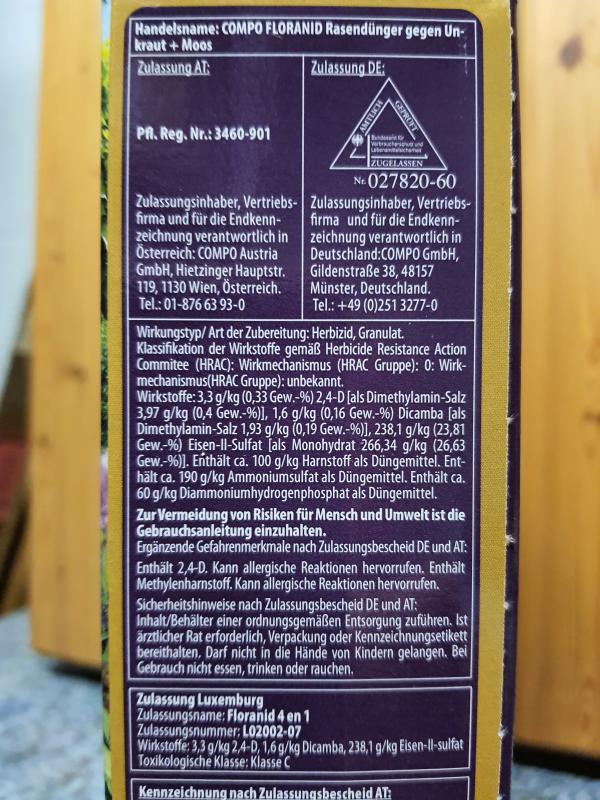 Handelsname: COMPO FLORANID Rasendünger gegen Un-
kraut + Moos
Zulassung AT:
Pfl. Reg. Nr.: 3460-901
Zulassungsinhaber, Vertriebs-
firma und für die Endkenn-
zeichnung verantwortlich in
Österreich: COMPO Austria
GmbH, Hietzinger Hauptstr.
119, 1130 Wien, Österreich.
Tel.: 01-876 63 93-0
Zulassung DE:
AMTLICH
GEPRÜFT
Bundesamt für
Verbraucherschutz und
Lebensmittelsicherheit
ZUGELASSEN
Nr. 027820-60
Zulassungsinhaber, Vertriebs-
firma und für die Endkenn-
zeichnung verantwortlich in
Deutschland:COMPO GmbH,
Gildenstraße 38, 48157
Münster, Deutschland.
Tel.: +49 (0)251 3277-0
Wirkungstyp/ Art der Zubereitung: Herbizid, Granulat.
Klassifikation der Wirkstoffe gemäß Herbicide Resistance Action
Commitee (HRAC): Wirkmechanismus (HRAC Gruppe): O: Wirk-
mechanismus(HRAC Gruppe): unbekannt.
Wirkstoffe: 3,3 g/kg (0,33 Gew.-%) 2,4-D [als Dimethylamin-Salz
3,97 g/kg (0,4 Gew.-%)], 1,6 g/kg (0,16 Gew.-%) Dicamba [als
Dimethylamin-Salz 1,93 g/kg (0,19 Gew.-%)], 238,1 g/kg (23,81
Gew.-%) Eisen-II-Sulfat [als Monohydrat 266,34 g/kg (26,63
Gew.-%)]. Enthält ca. 100 g/kg Harnstoff als Düngemittel. Ent-
hält ca. 190 g/kg Ammoniumsulfat als Düngemittel. Enthält ca.
60 g/kg Diammoniumhydrogenphosphat als Düngemittel.
Zur Vermeidung von Risiken für Mensch und Umwelt ist die
Gebrauchsanleitung einzuhalten.
Ergänzende Gefahrenmerkmale nach Zulassungsbescheid DE und AT:
Enthält 2,4-D. Kann allergische Reaktionen hervorrufen. Enthält
Methylenharnstoff. Kann allergische Reaktionen hervorrufen.
Sicherheitshinweise nach Zulassungsbescheid DE und AT:
Inhalt/Behälter einer ordnungsgemäßen Entsorgung zuführen. Ist
ärztlicher Rat erforderlich, Verpackung oder Kennzeichnungsetikett
bereithalten. Darf nicht in die Hände von Kindern gelangen. Bei
Gebrauch nicht essen, trinken oder rauchen.
Zulassung Luxemburg
Zulassungsname: Floranid 4 en 1
Zulassungsnummer: L02002-07
Wirkstoffe: 3,3 g/kg 2,4-D, 1,6 g/kg Dicamba, 238,1 g/kg Eisen-II-sulfat
Toxikologische Klasse: Klasse C
Kennzeichnung nach Zulassungsbescheid AT: